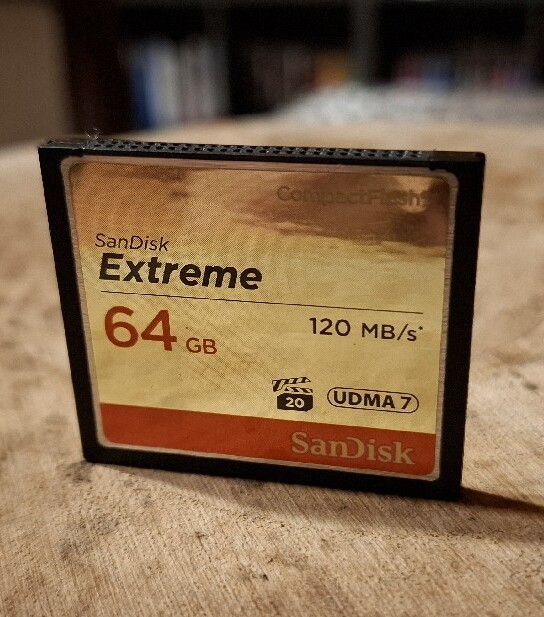 CompactFlash®
SanDisk
Extreme
64 GB
120 MB/s*
20
UDMA 7
SanDisk